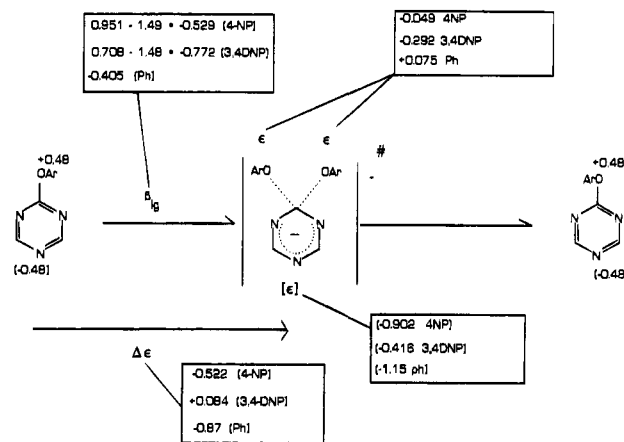 0.951 - 1.49 = -0.529 (4-NP)
0.708 - 1.48 = -0.772 (3,4DNP)
-0.405 (Ph)
-0.049 4NP
-0.292 3,4DNP
+0.075 Ph
ϵ ϵ
#
-
+0.48
OAr
N N
N
(-0.48)
β lg
ArO OAr
N N
−
N
[ϵ]
+0.48
ArO
N N
N
(-0.48)
Δϵ
-0.522 (4-NP)
+0.084 (3,4-DNP)
-0.87 (Ph)
(-0.902 4NP)
(-0.416 3,4DNP)
(-1.15 ph)